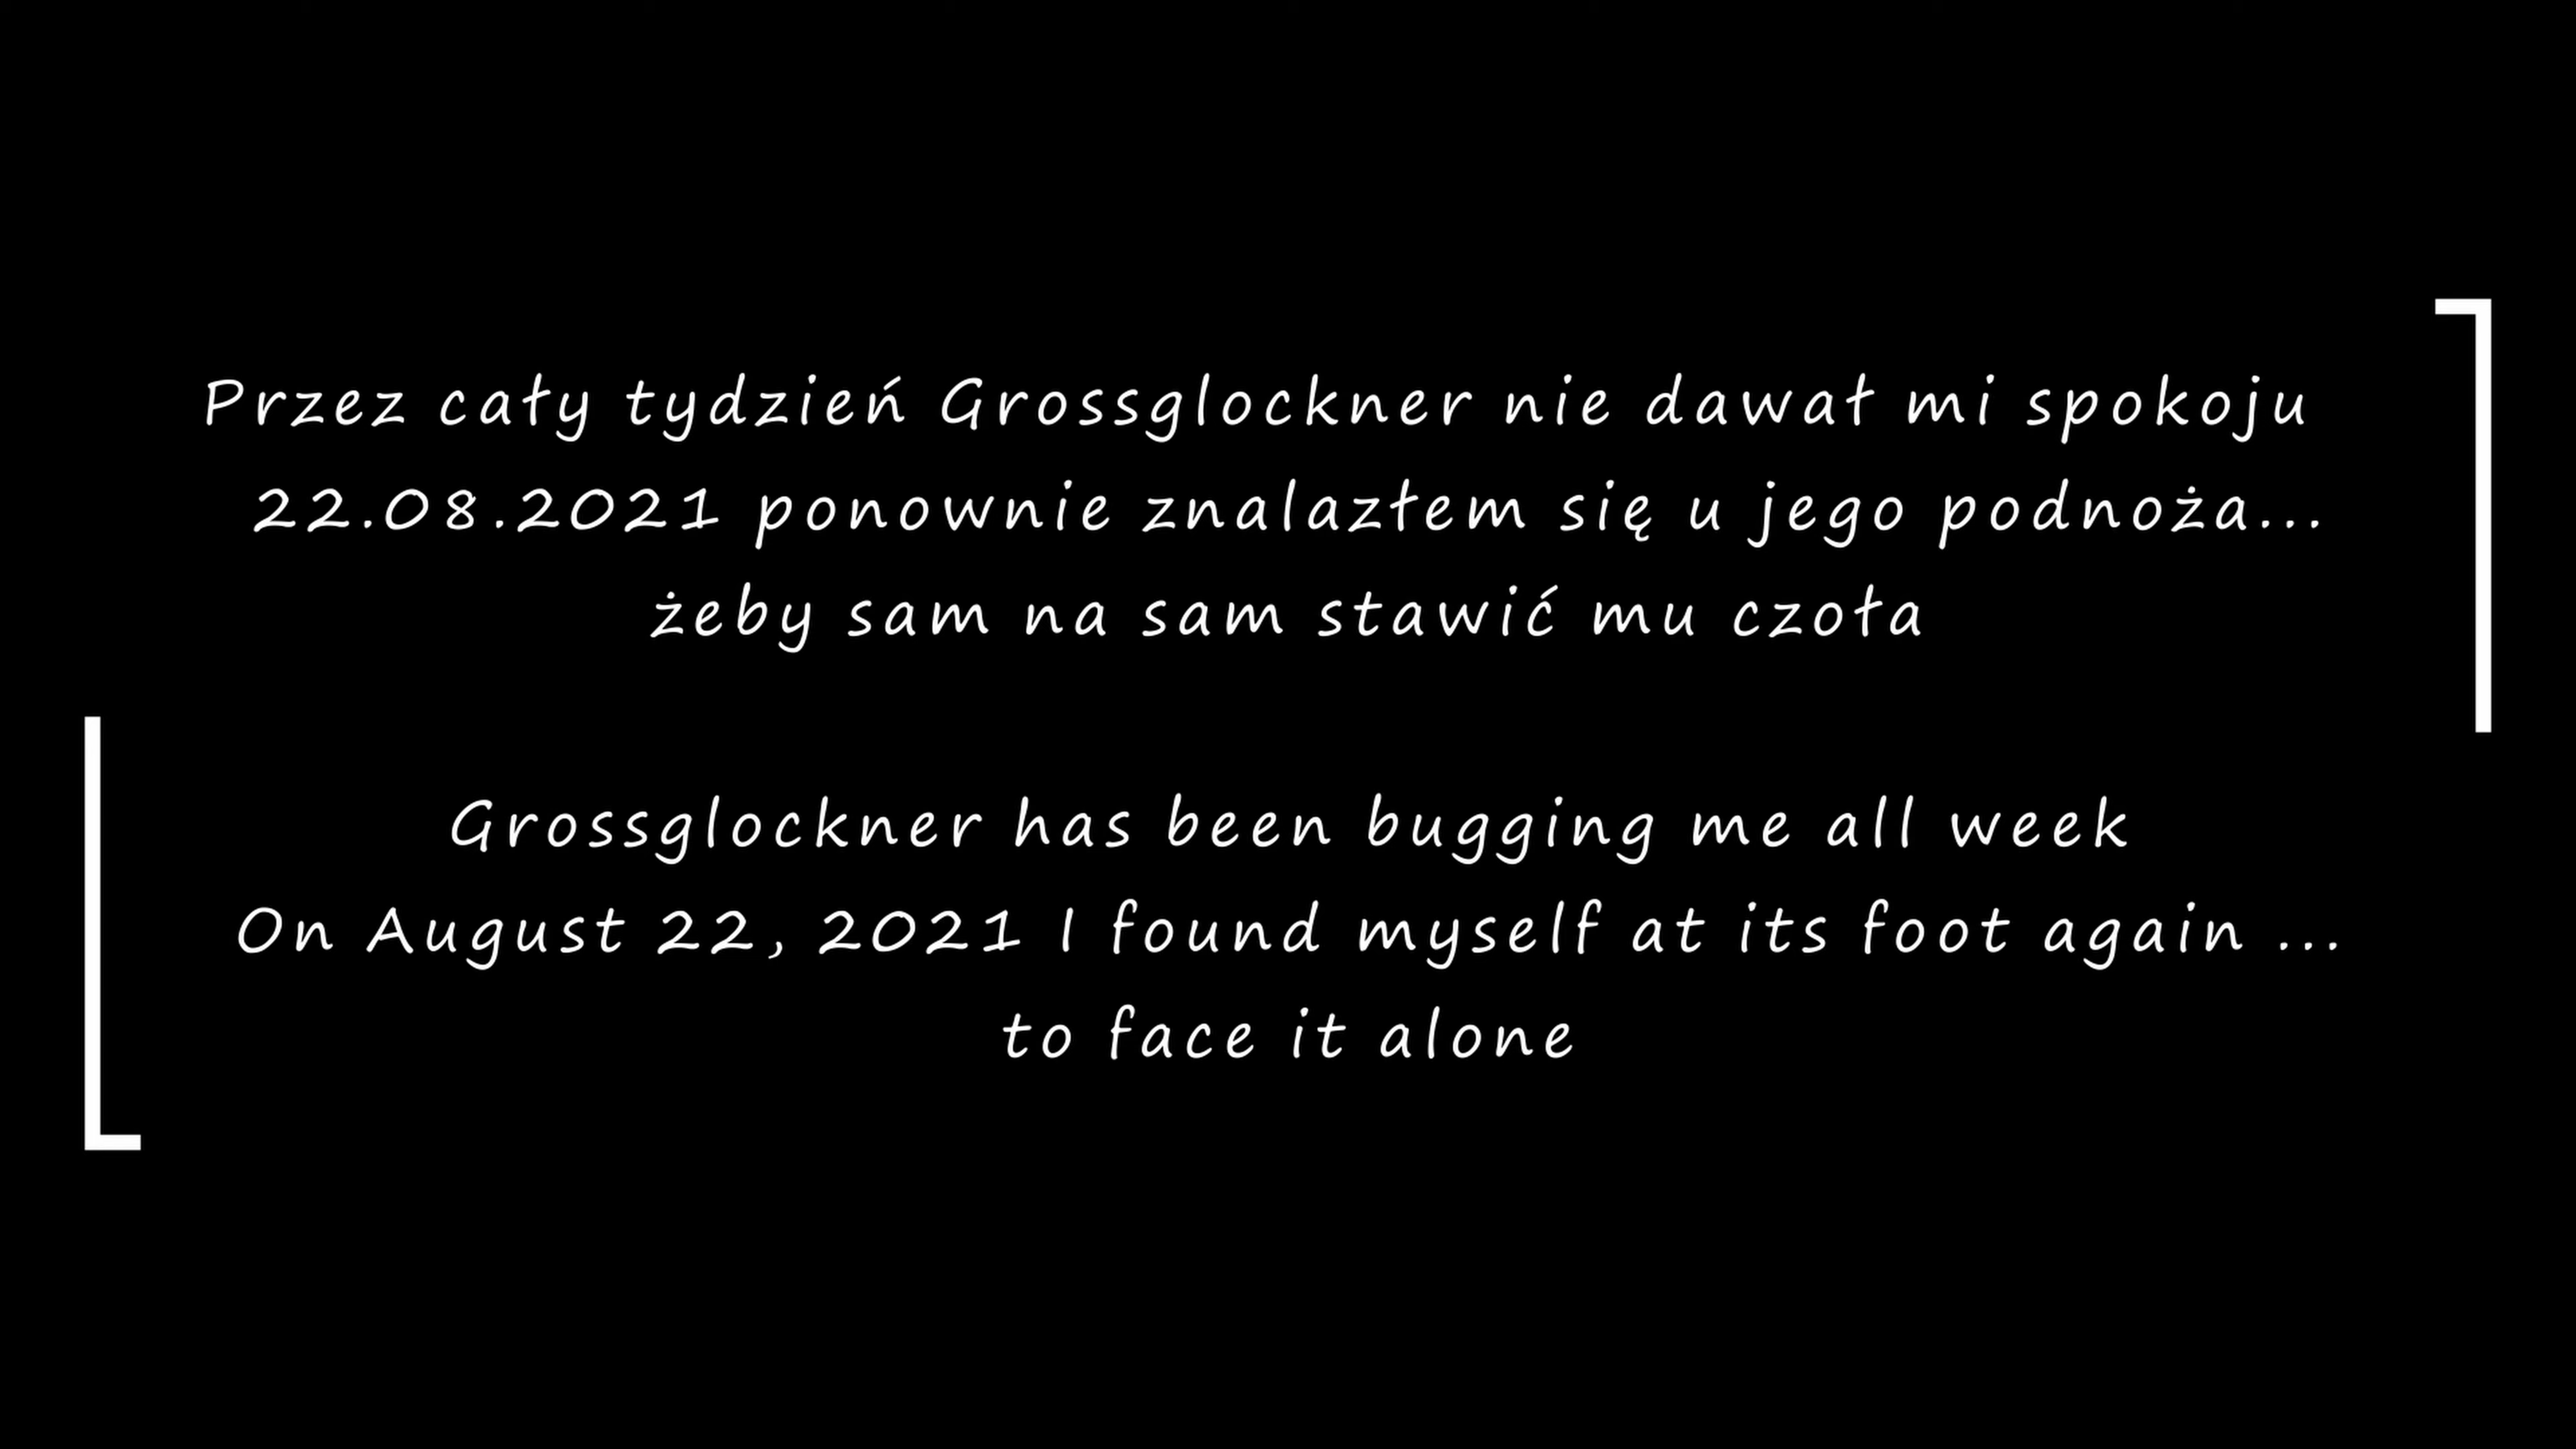 Przez cały tydzień Grossglockner nie dawał mi spokoju
22.08.2021 ponownie znalazłem się u jego podnoża...
żeby sam na sam stawić mu czoła
Grossglockner has been bugging me all week
On August 22, 2021 I found myself at its foot again ...
to face it alone